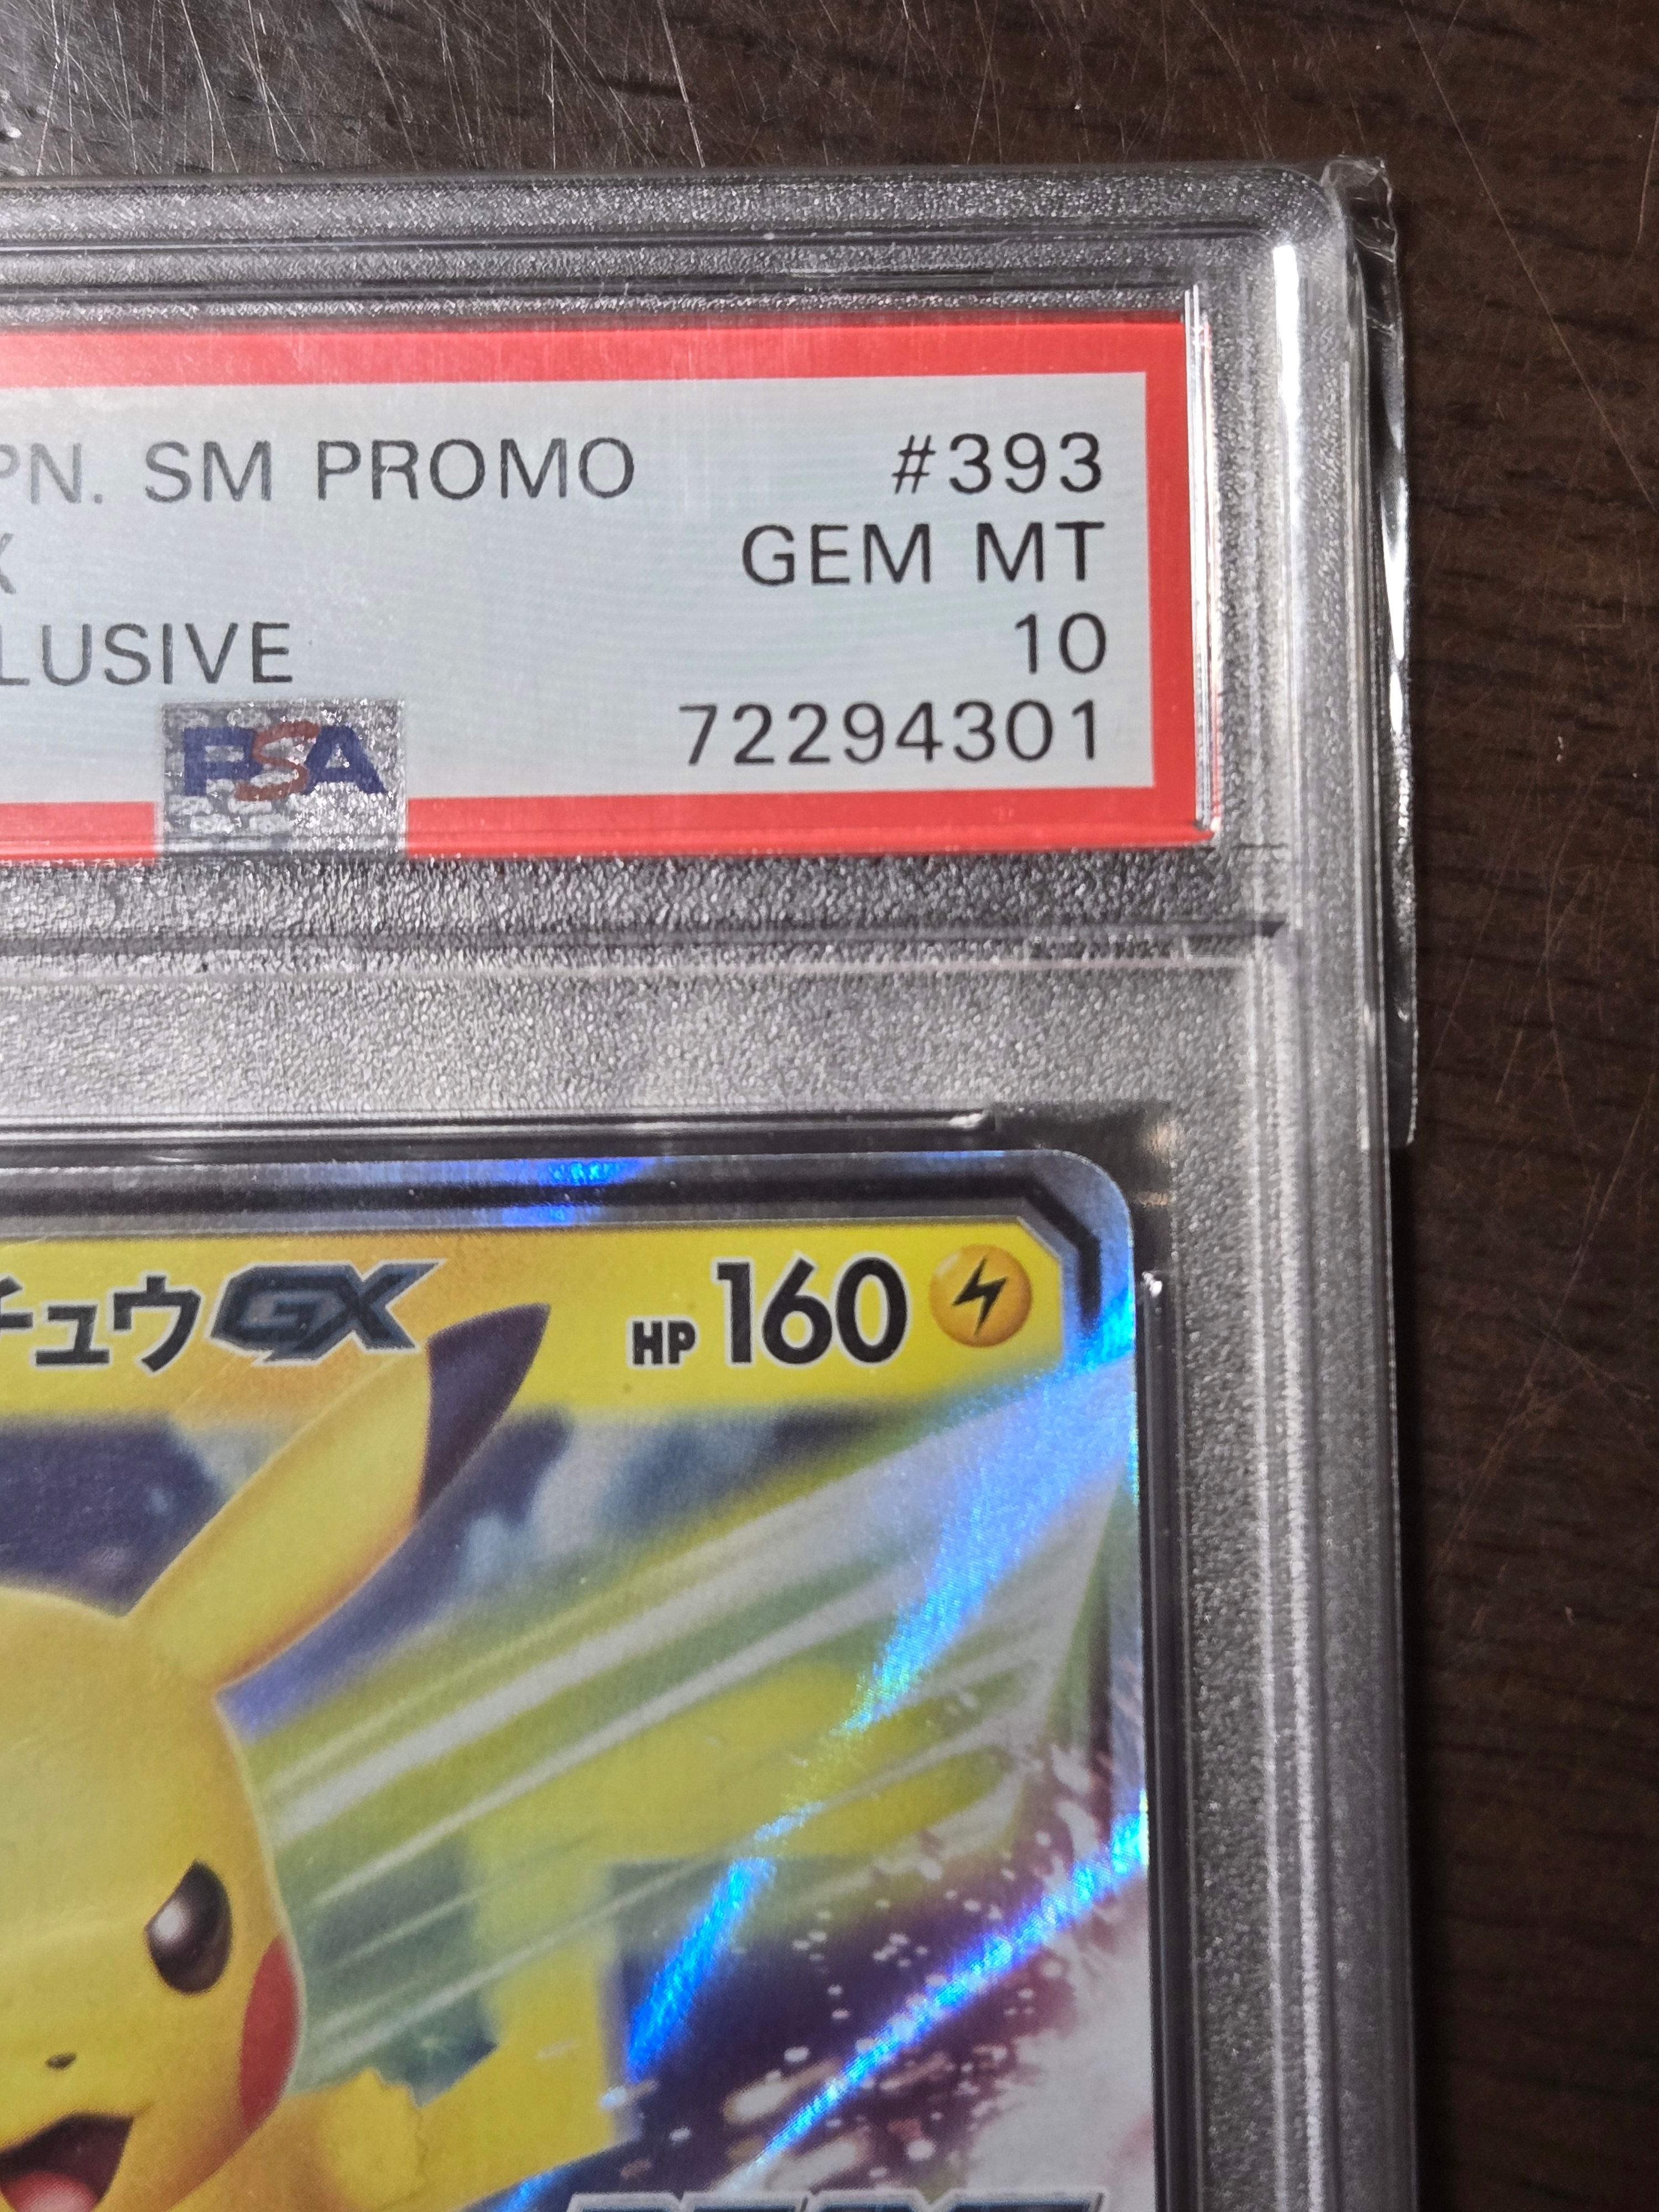 PN. SM PROMO #393
X GEM MT
LUSIVE 10
PSA 72294301
チュウGX HP 160